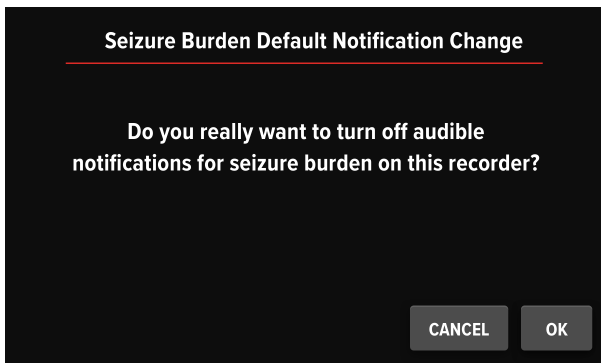 Seizure Burden Default Notification Change
Do you really want to turn off audible
notifications for seizure burden on this recorder?
CANCEL OK